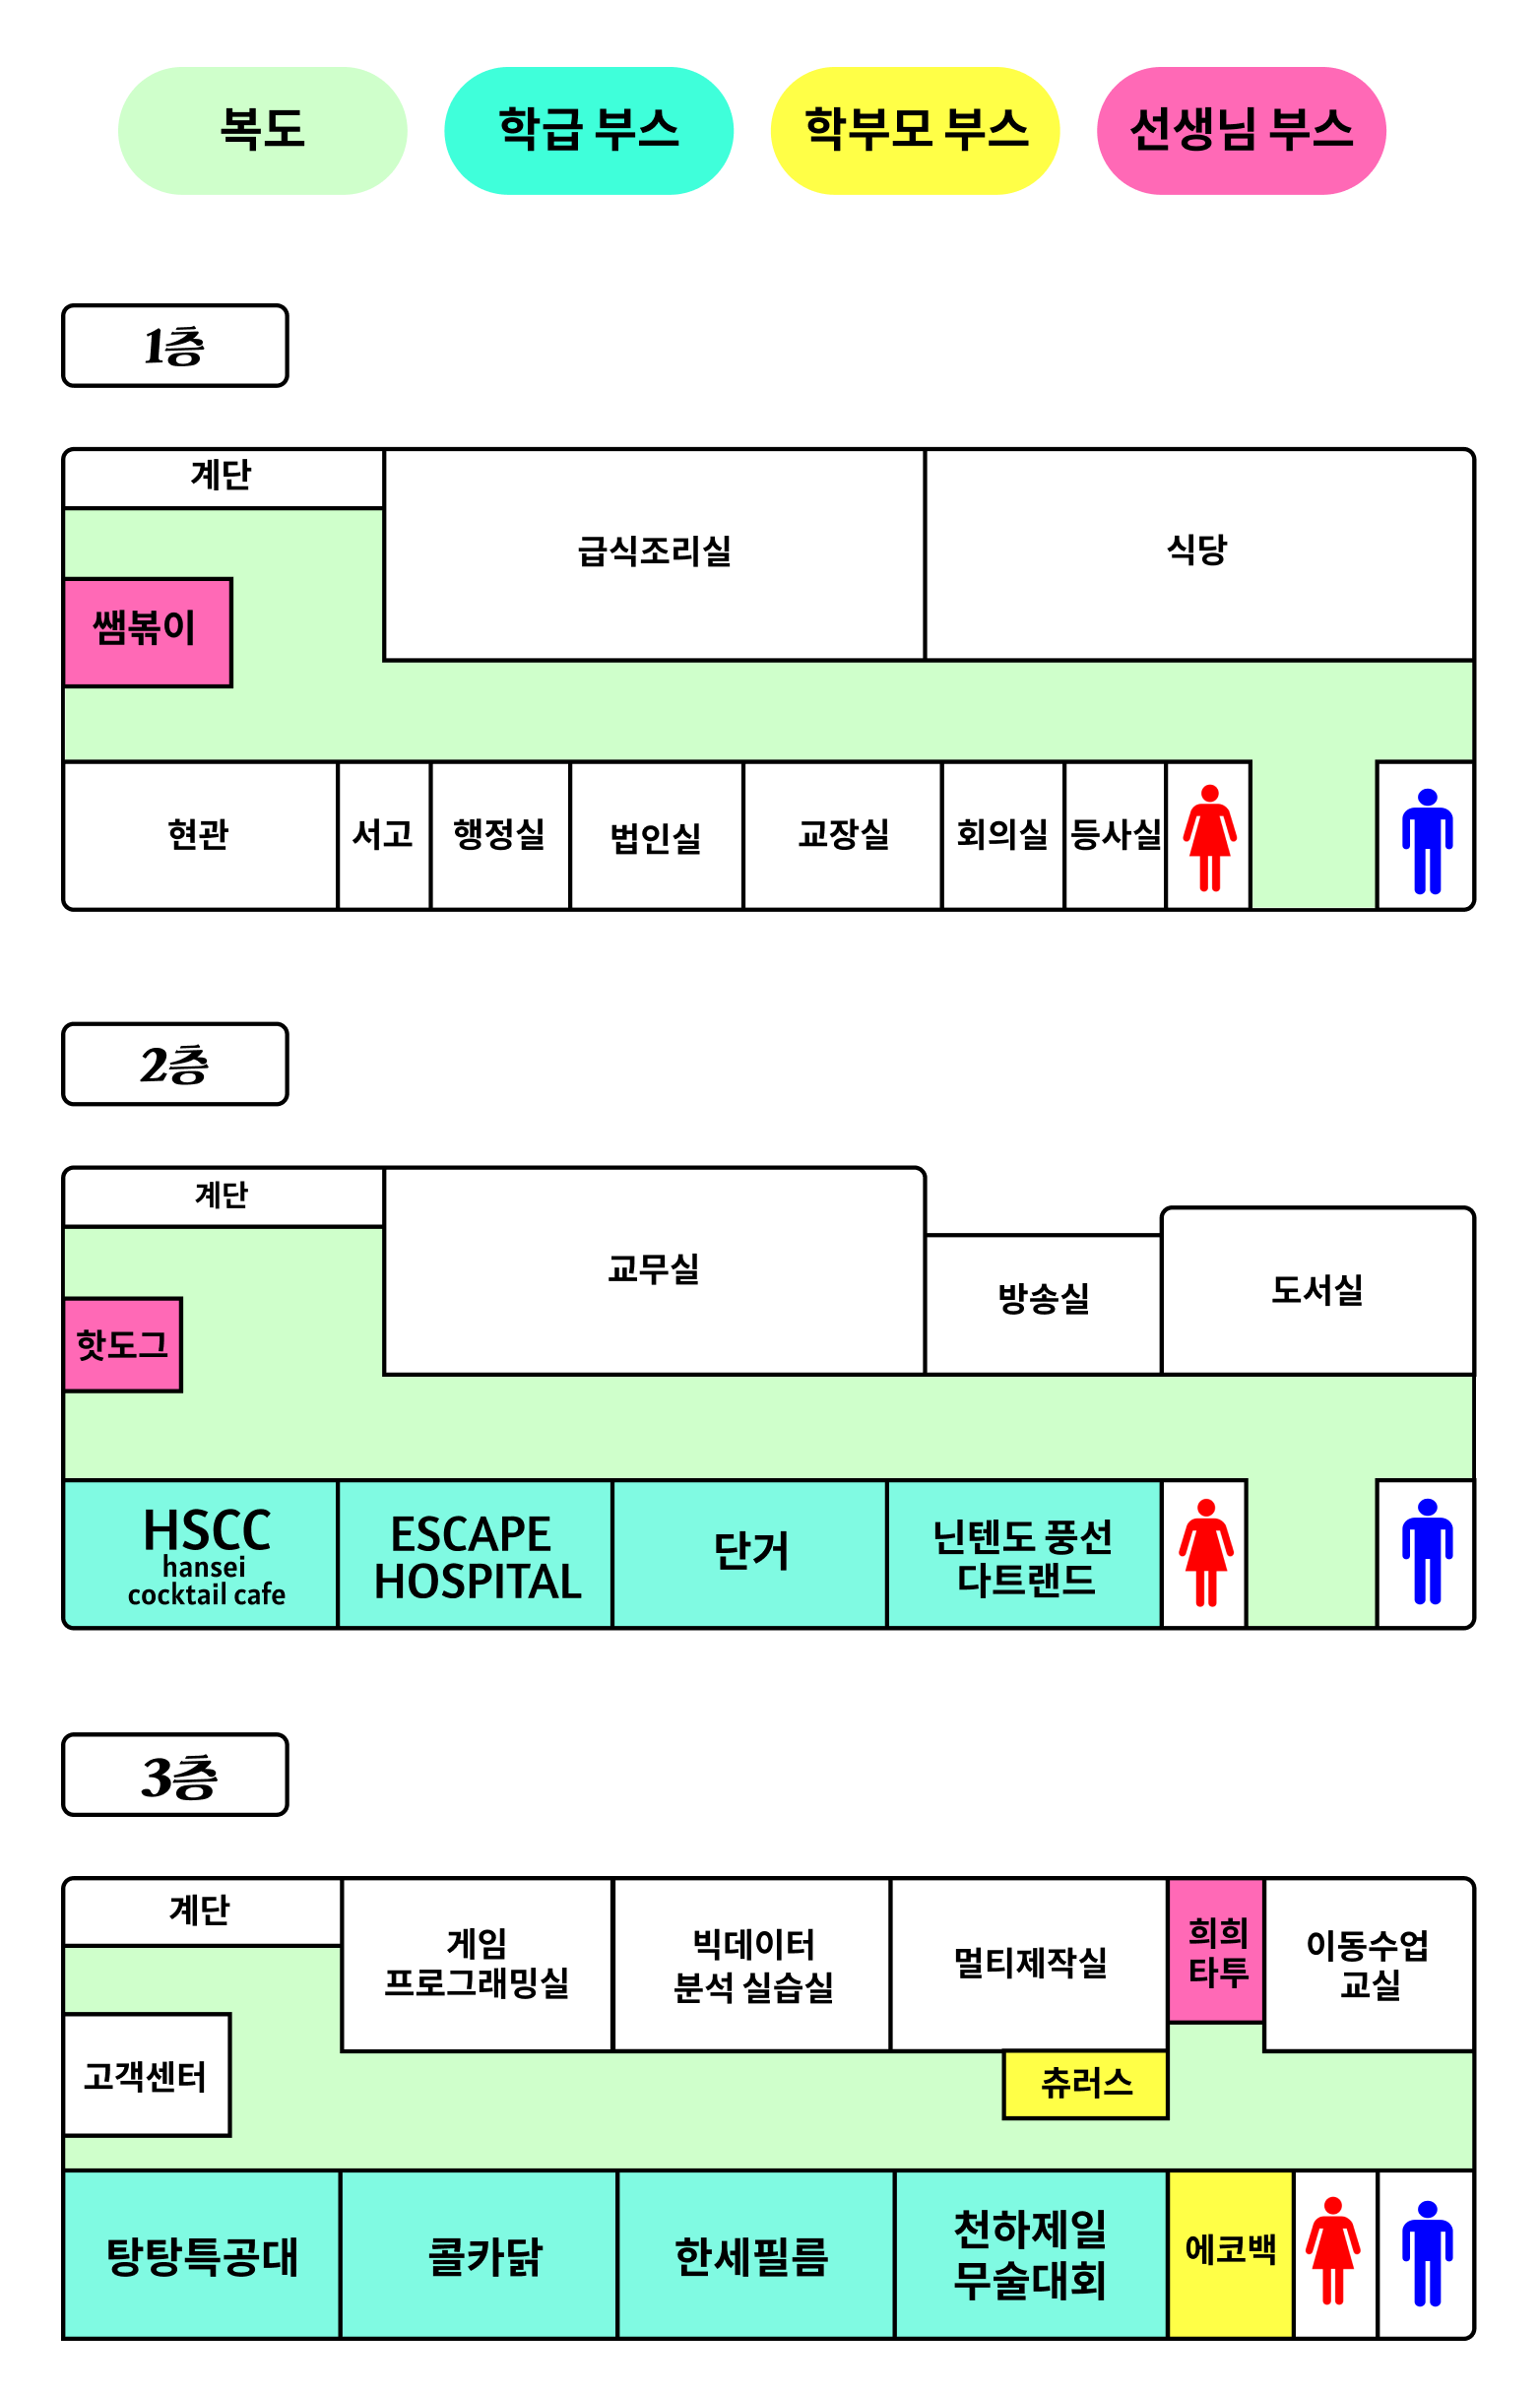 복도
학급 부스
학부모 부스
선생님 부스
1층
계단
급식조리실
식당
쌤볶이
현관
서고
행정실
법인실
교장실
회의실
등사실
2층
계단
교무실
방송실
도서실
핫도그
HSCC
hansei
cocktail cafe
ESCAPE
HOSPITAL
단거
닌텐도 풍선
다트랜드
3층
계단
게임
프로그래밍실
빅데이터
분석 실습실
멀티제작실
희희
타투
이동수업
교실
고객센터
츄러스
탕탕특공대
콜카닭
한세필름
천하제일
무술대회
에코백